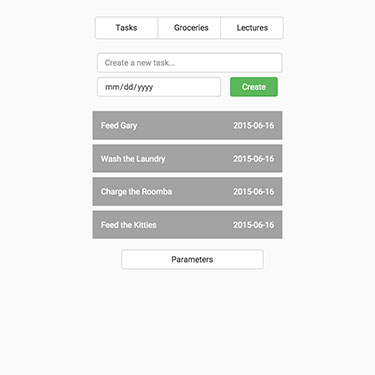 Tasks Groceries Lectures
Create a new task...
mm/dd/yyyy Create
Feed Gary 2015-06-16
Wash the Laundry 2015-06-16
Charge the Roomba 2015-06-16
Feed the Kitties 2015-06-16
Parameters